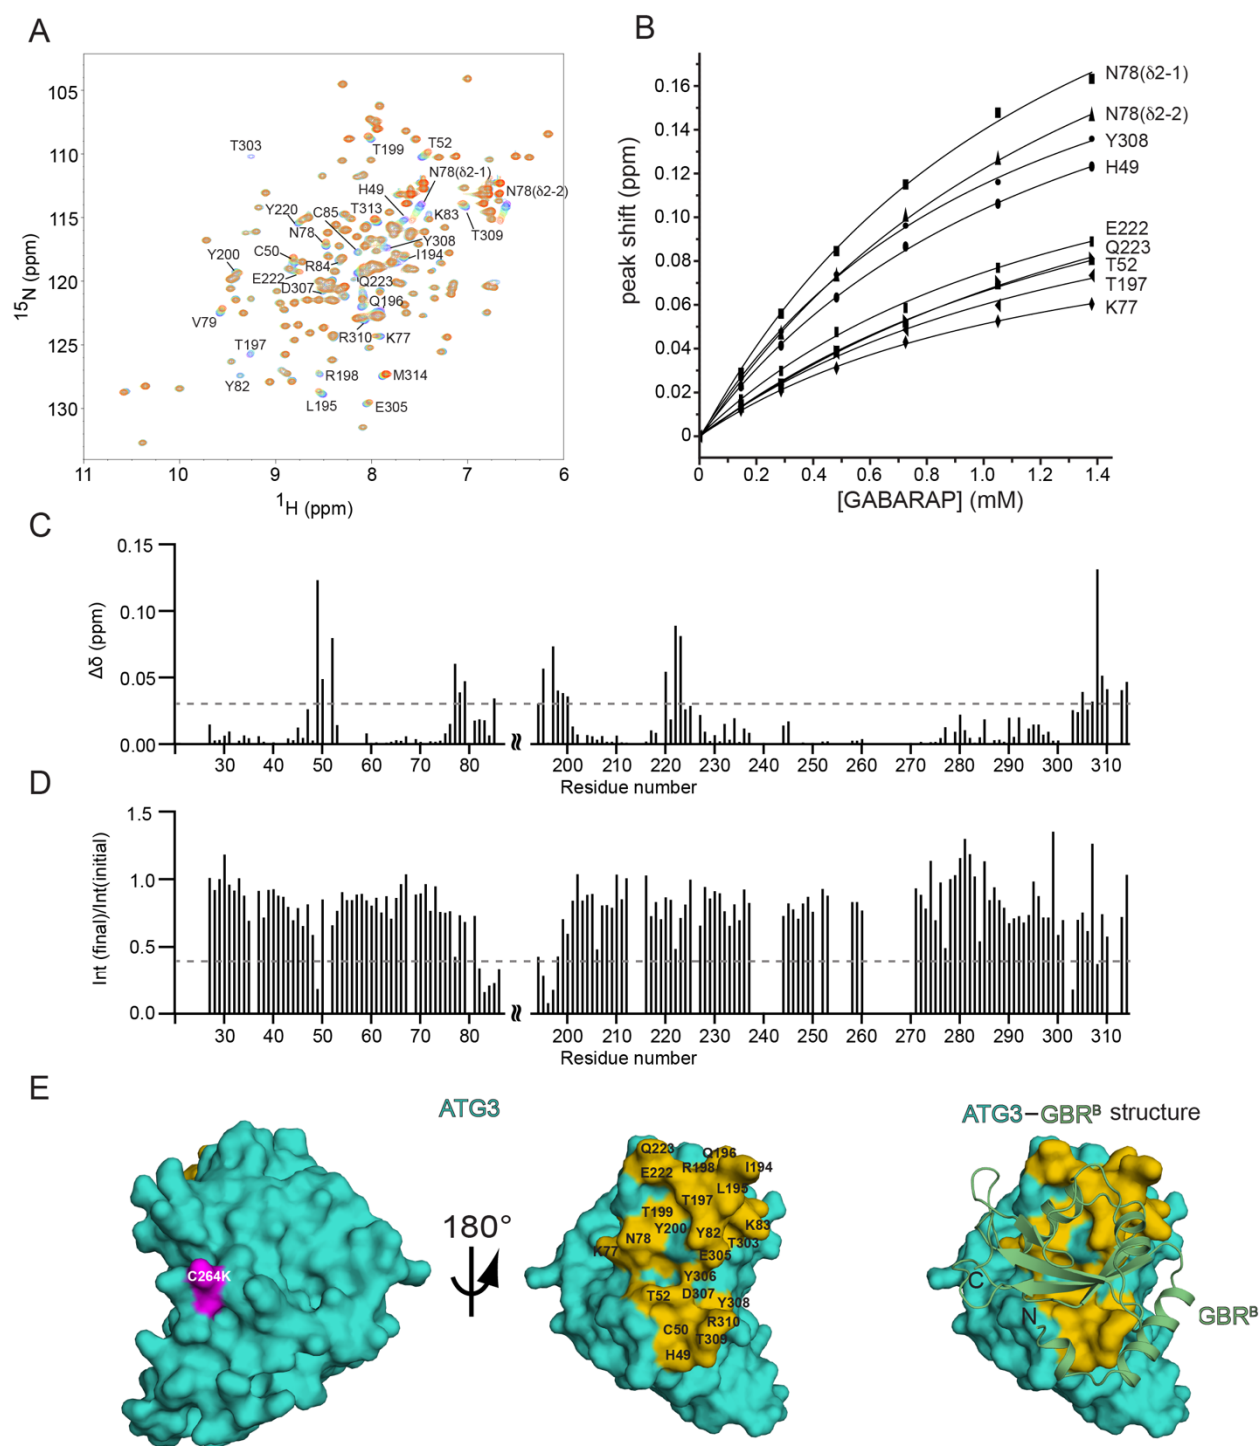 A
105
110
115
120
125
130
15N (ppm)
11
10
9
8
7
6
1H (ppm)
T303
T199
T52
N78(δ2-1)
N78(δ2-2)
H49
K83
T313
C85
Y220
N78
Y308
T309
I194
Y200
C50
R84
E222
D307
Q223
Q196
V79
R310
K77
T197
Y82
R198
M314
L195
E305
B
peak shift (ppm)
0.16
0.14
0.12
0.10
0.08
0.06
0.04
0.02
0
0
0.2
0.4
0.6
0.8
1.0
1.2
1.4
[GABARAP] (mM)
N78(δ2-1)
N78(δ2-2)
Y308
H49
E222
Q223
T52
T197
K77
C
Δδ (ppm)
0.15
0.10
0.05
0.00
30 40 50 60 70 80 200 210 220 230 240 250 260 270 280 290 300 310
Residue number
D
Int (final)/Int(initial)
1.5
1.0
0.5
0.0
30 40 50 60 70 80 200 210 220 230 240 250 260 270 280 290 300 310
Residue number
E
ATG3
ATG3–GBRᴮ structure
C264K
180°
Q223
Q196
E222
R198
I194
T197
L195
T199
Y200
Y82
K83
N78
T303
K77
E305
Y306
T52
D307
Y308
C50
R310
T309
H49
C
N
GBRᴮ